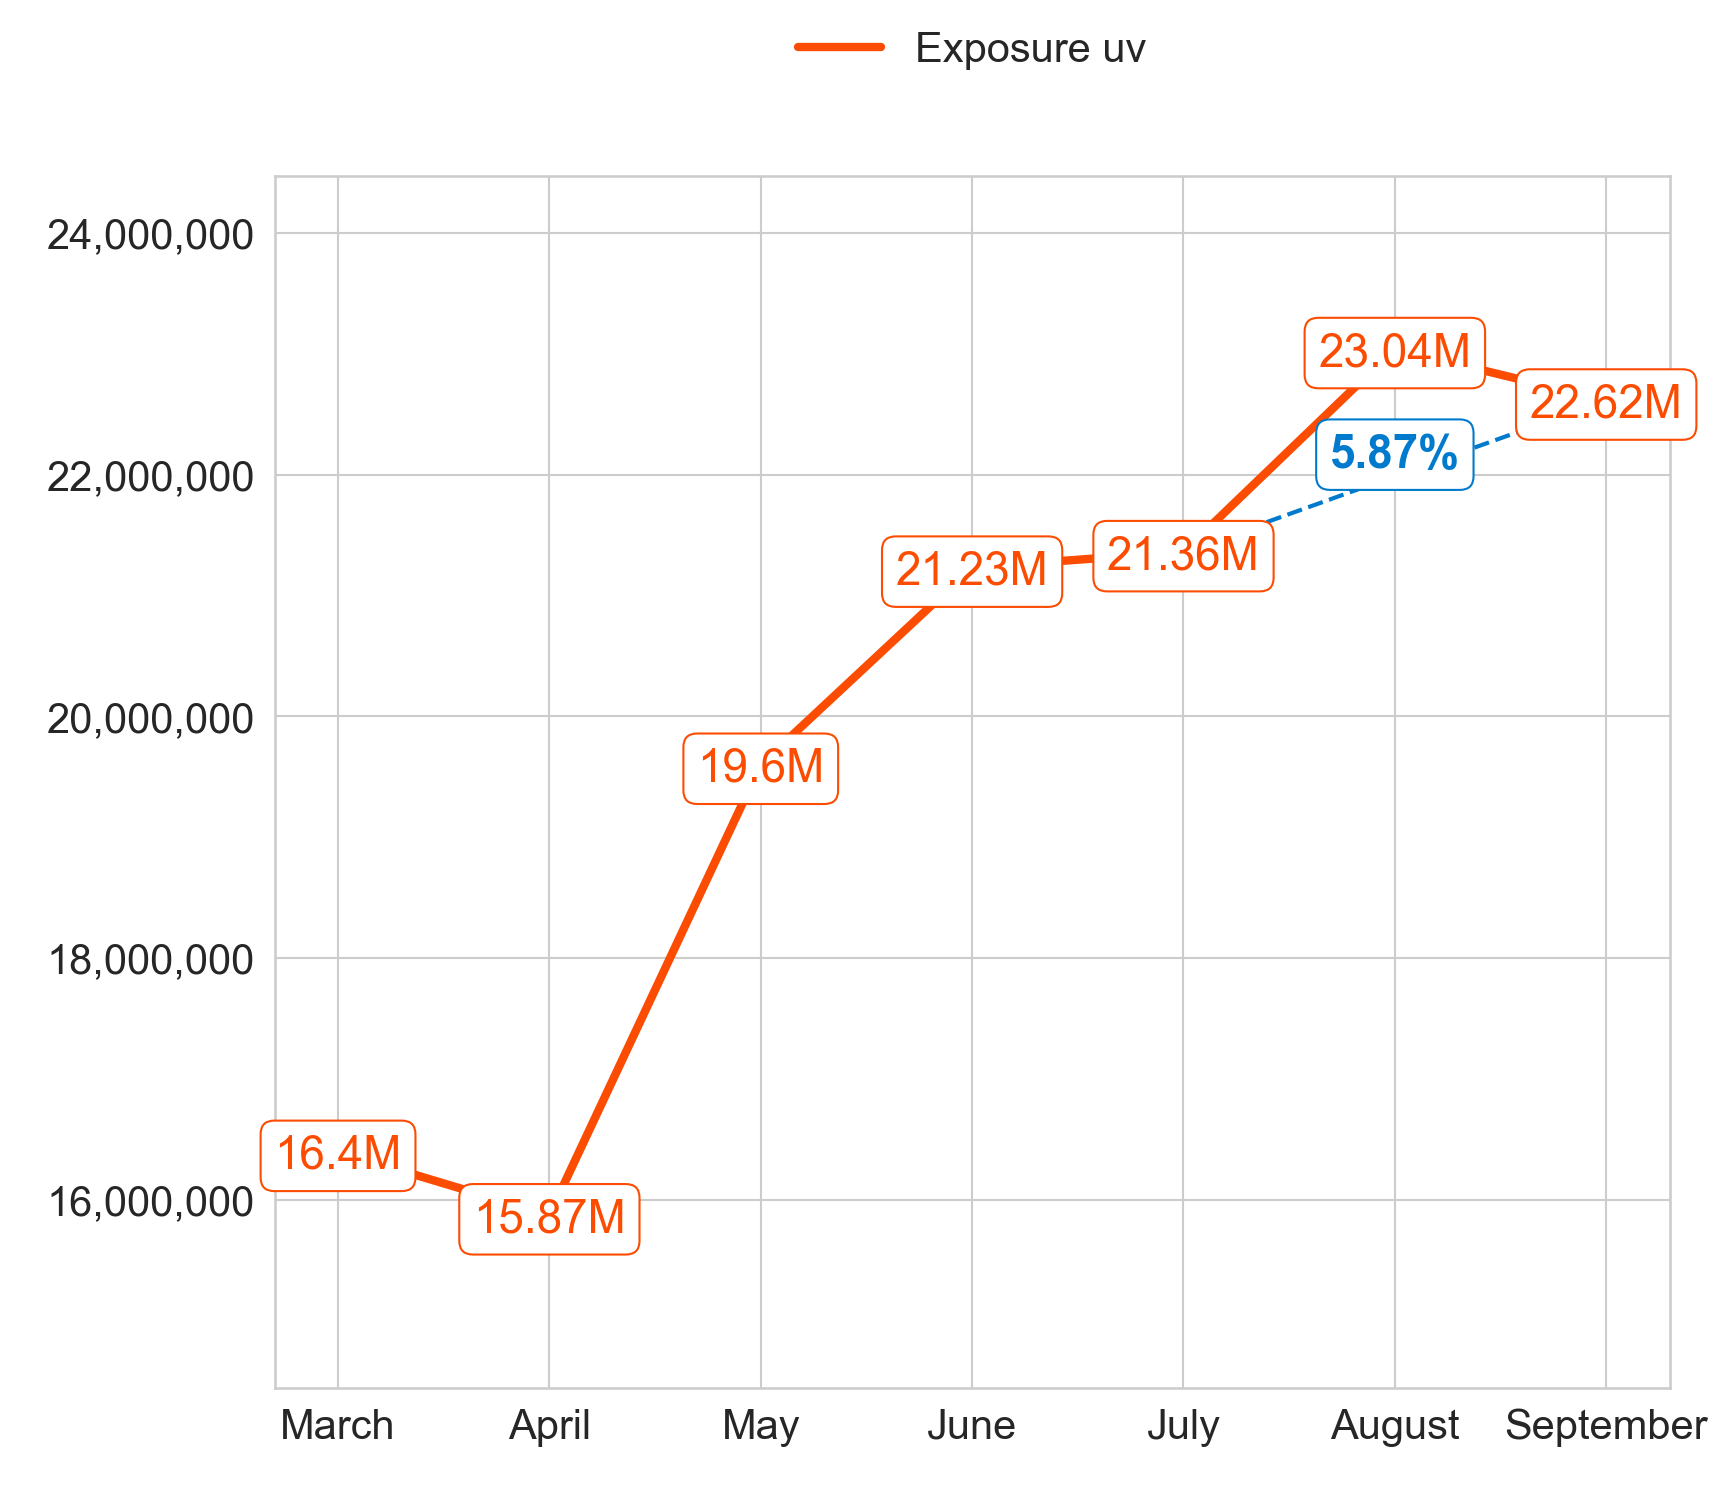 Exposure uv
24,000,000
22,000,000
20,000,000
18,000,000
16,000,000
23.04M
22.62M
5.87%
21.23M
21.36M
19.6M
16.4M
15.87M
March April May June July August September